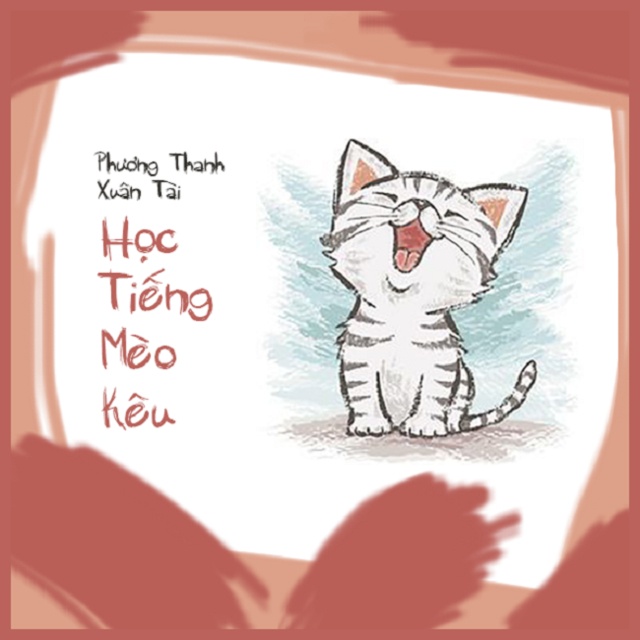 Phương Thanh
Xuân Tài
Học
Tiếng
Mèo
Kêu